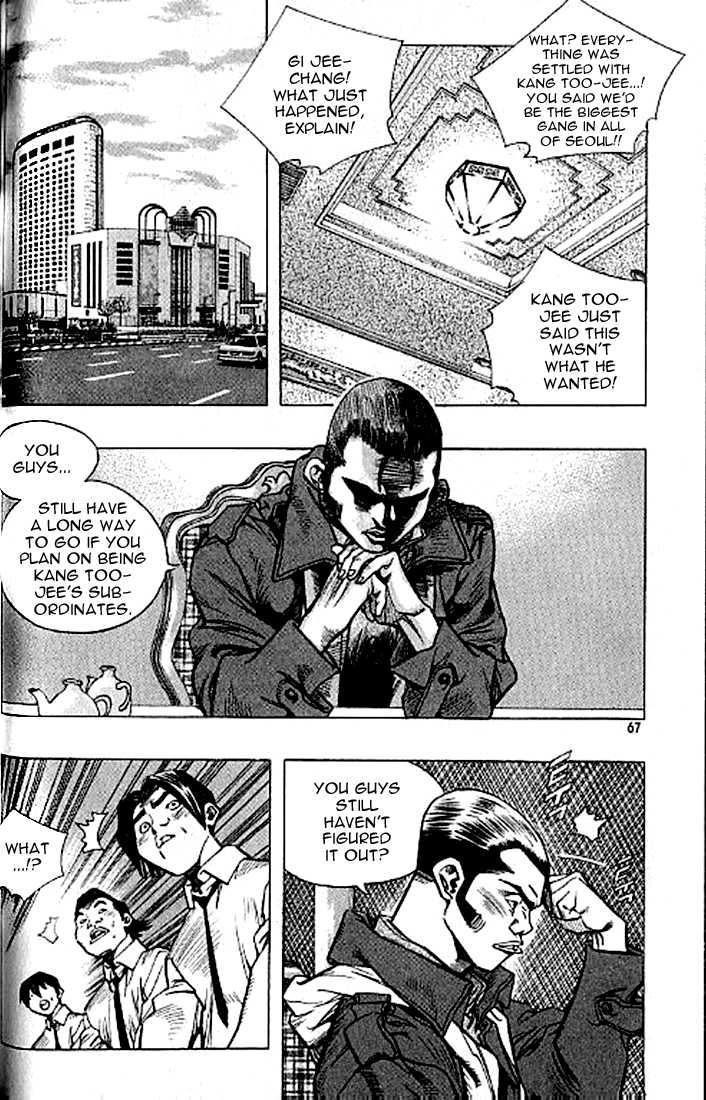 GI JEE-
CHANG!
WHAT JUST
HAPPENED,
EXPLAIN!
WHAT? EVERY-
THING WAS
SETTLED WITH
KANG TOO-JEE...!
YOU SAID WE'D
BE THE BIGGEST
GANG IN ALL
OF SEOUL!!
KANG TOO-
JEE JUST
SAID THIS
WASN'T
WHAT HE
WANTED!
YOU
GUYS...
STILL HAVE
A LONG WAY
TO GO IF YOU
PLAN ON BEING
KANG TOO-
JEE'S SUB-
ORDINATES.
67
WHAT
...!?
YOU GUYS
STILL
HAVEN'T
FIGURED
IT OUT?